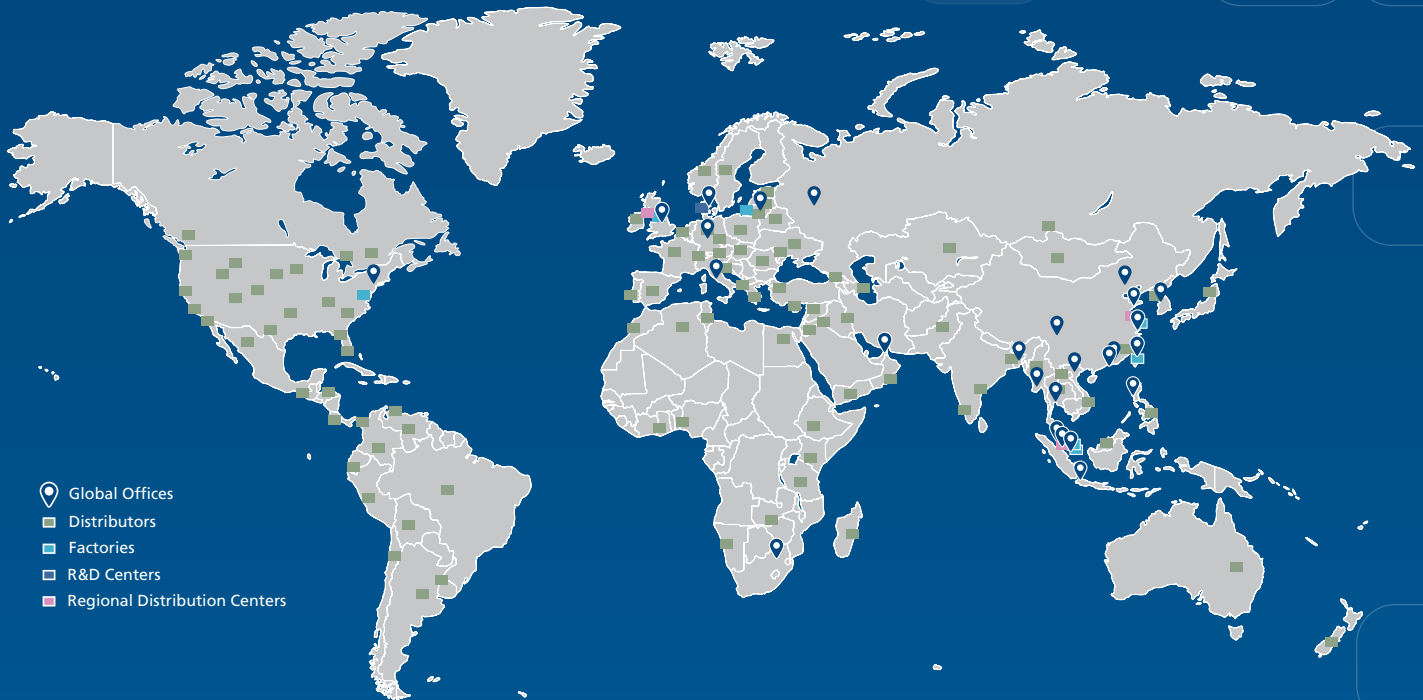 Global Offices
Distributors
Factories
R&D Centers
Regional Distribution Centers